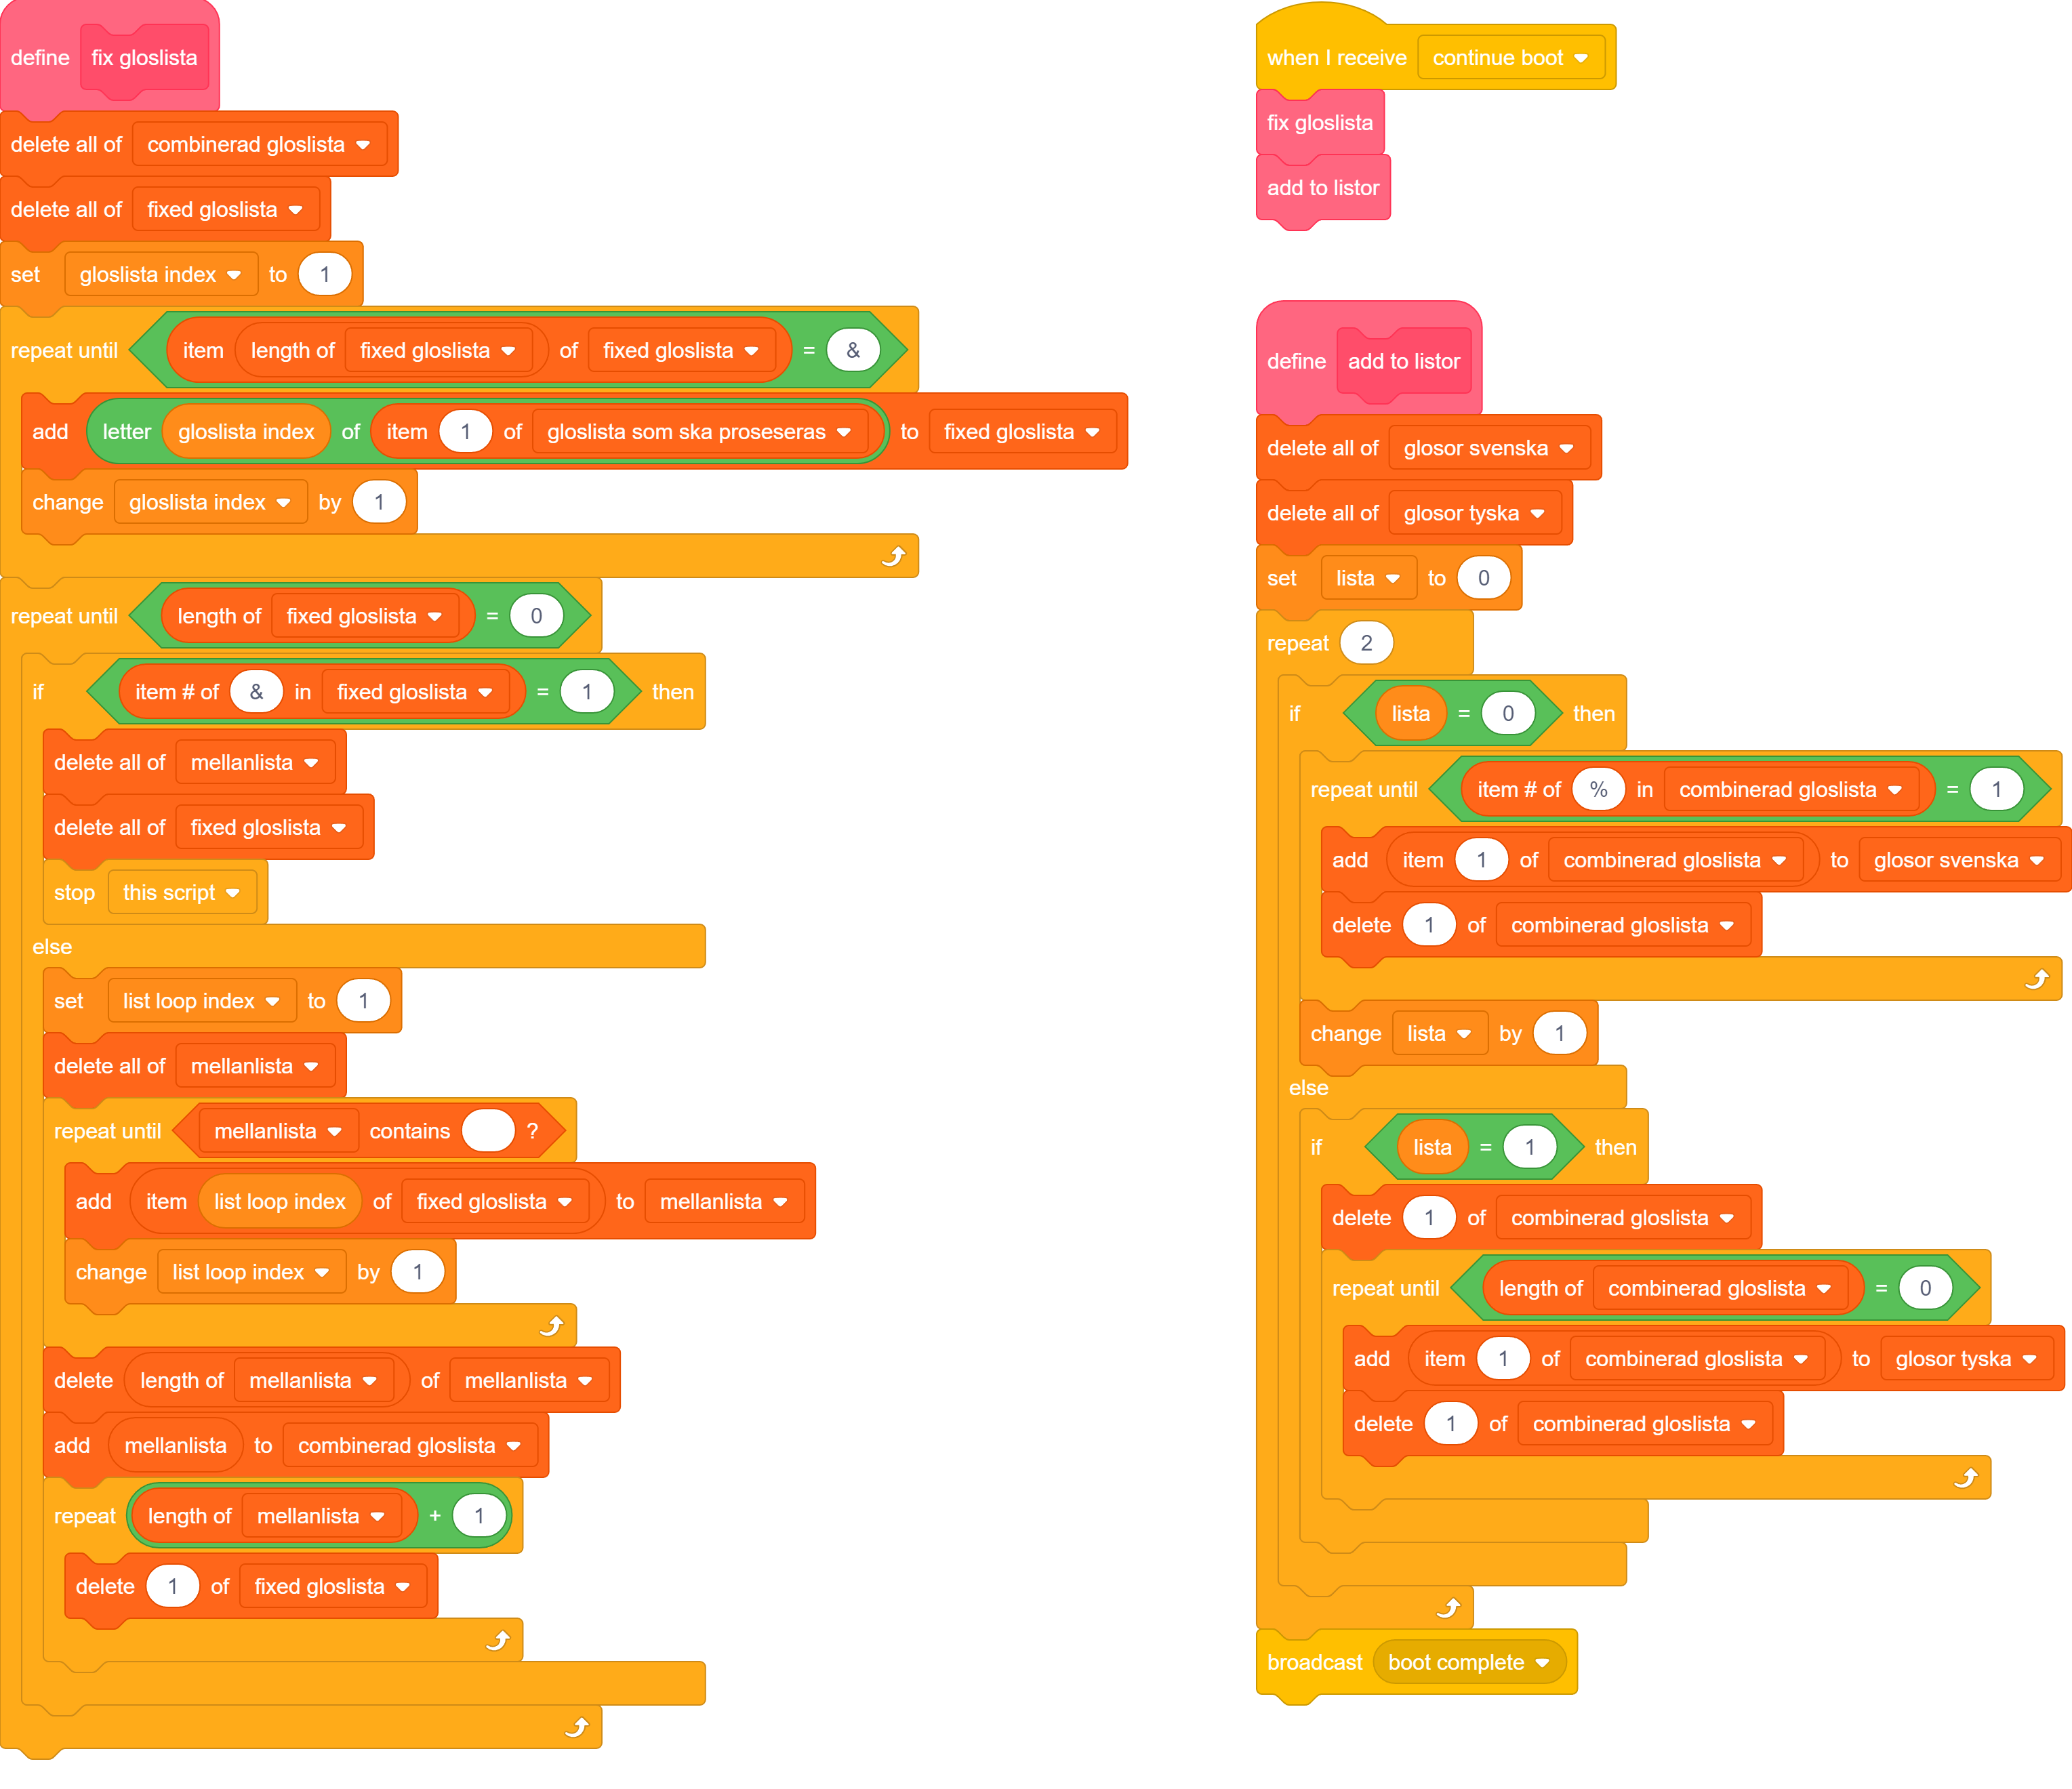 define fix gloslista
delete all of combinerad gloslista
delete all of fixed gloslista
set gloslista index to 1
repeat until item length of fixed gloslista of fixed gloslista = &
add letter gloslista index of item 1 of gloslista som ska proseseras to fixed gloslista
change gloslista index by 1
repeat until length of fixed gloslista = 0
if item # of & in fixed gloslista = 1 then
delete all of mellanlista
delete all of fixed gloslista
stop this script
else
set list loop index to 1
delete all of mellanlista
repeat until mellanlista contains ?
add item list loop index of fixed gloslista to mellanlista
change list loop index by 1
delete length of mellanlista of mellanlista
add mellanlista to combinerad gloslista
repeat length of mellanlista + 1
delete 1 of fixed gloslista
when I receive continue boot
fix gloslista
add to listor
define add to listor
delete all of glosor svenska
delete all of glosor tyska
set lista to 0
repeat 2
if lista = 0 then
repeat until item # of % in combinerad gloslista = 1
add item 1 of combinerad gloslista to glosor svenska
delete 1 of combinerad gloslista
change lista by 1
else
if lista = 1 then
delete 1 of combinerad gloslista
repeat until length of combinerad gloslista = 0
add item 1 of combinerad gloslista to glosor tyska
delete 1 of combinerad gloslista
broadcast boot complete